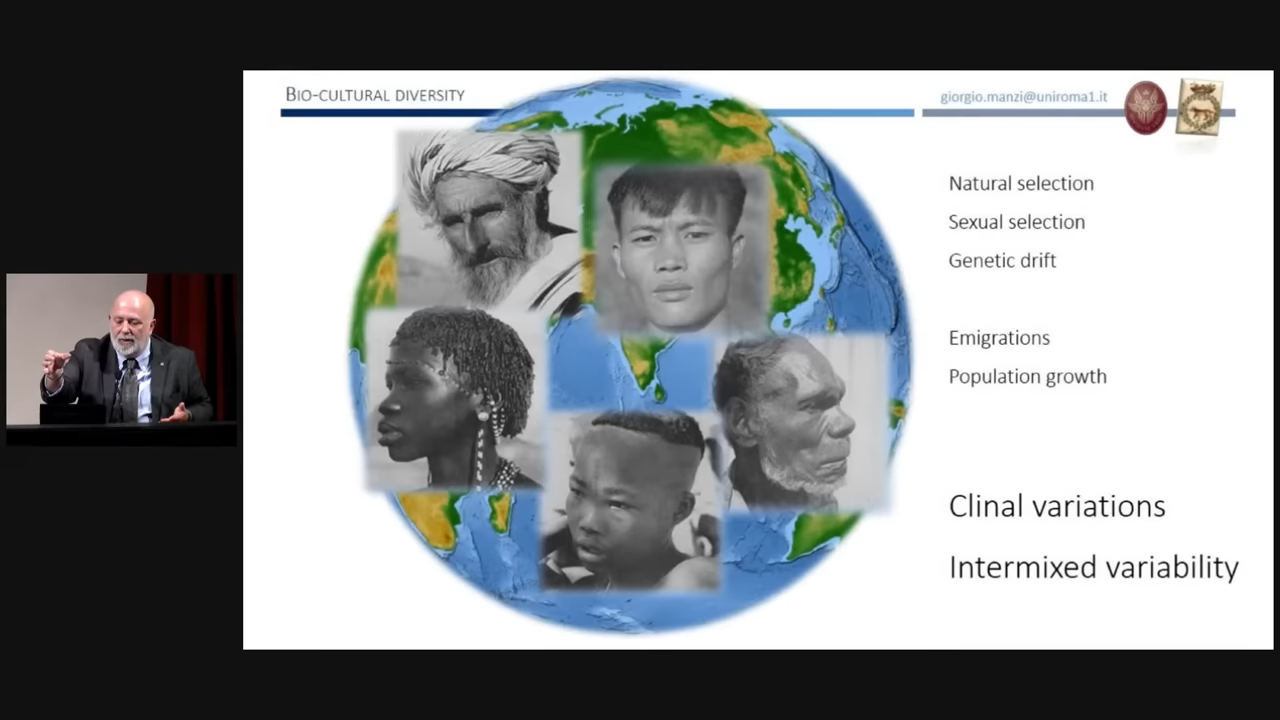 BIO-CULTURAL DIVERSITY
giorgio.manzi@uniroma1.it
Natural selection
Sexual selection
Genetic drift
Emigrations
Population growth
Clinal variations
Intermixed variability